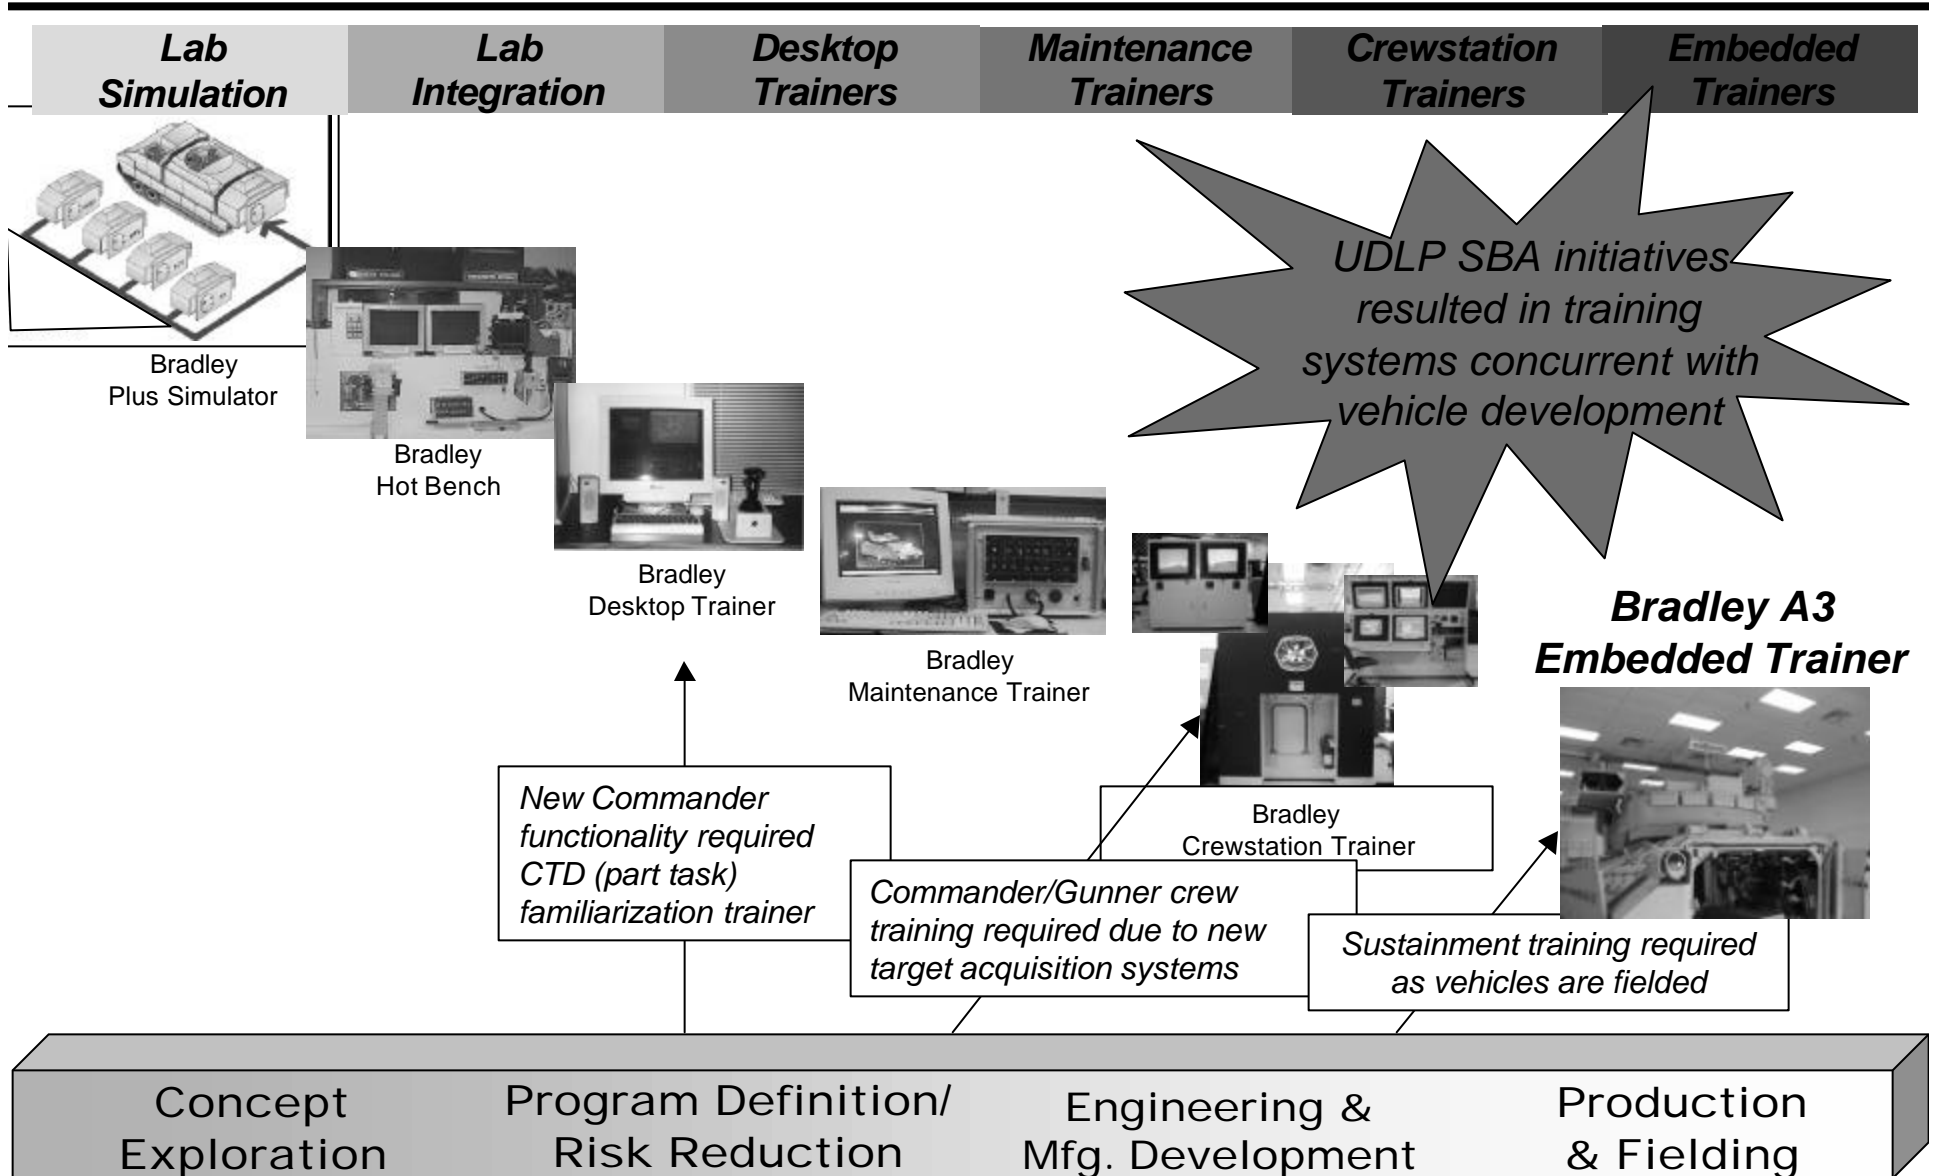 Lab
Simulation
Lab
Integration
Desktop
Trainers
Maintenance
Trainers
Crewstation
Trainers
Embedded
Trainers
UDLP SBA initiatives
resulted in training
systems concurrent with
vehicle development
Bradley
Plus Simulator
Bradley
Hot Bench
Bradley
Desktop Trainer
Bradley
Maintenance Trainer
Bradley
Crewstation Trainer
Bradley A3
Embedded Trainer
New Commander
functionality required
CTD (part task)
familiarization trainer
Commander/Gunner crew
training required due to new
target acquisition systems
Sustainment training required
as vehicles are fielded
Concept
Exploration
Program Definition/
Risk Reduction
Engineering &
Mfg. Development
Production
& Fielding